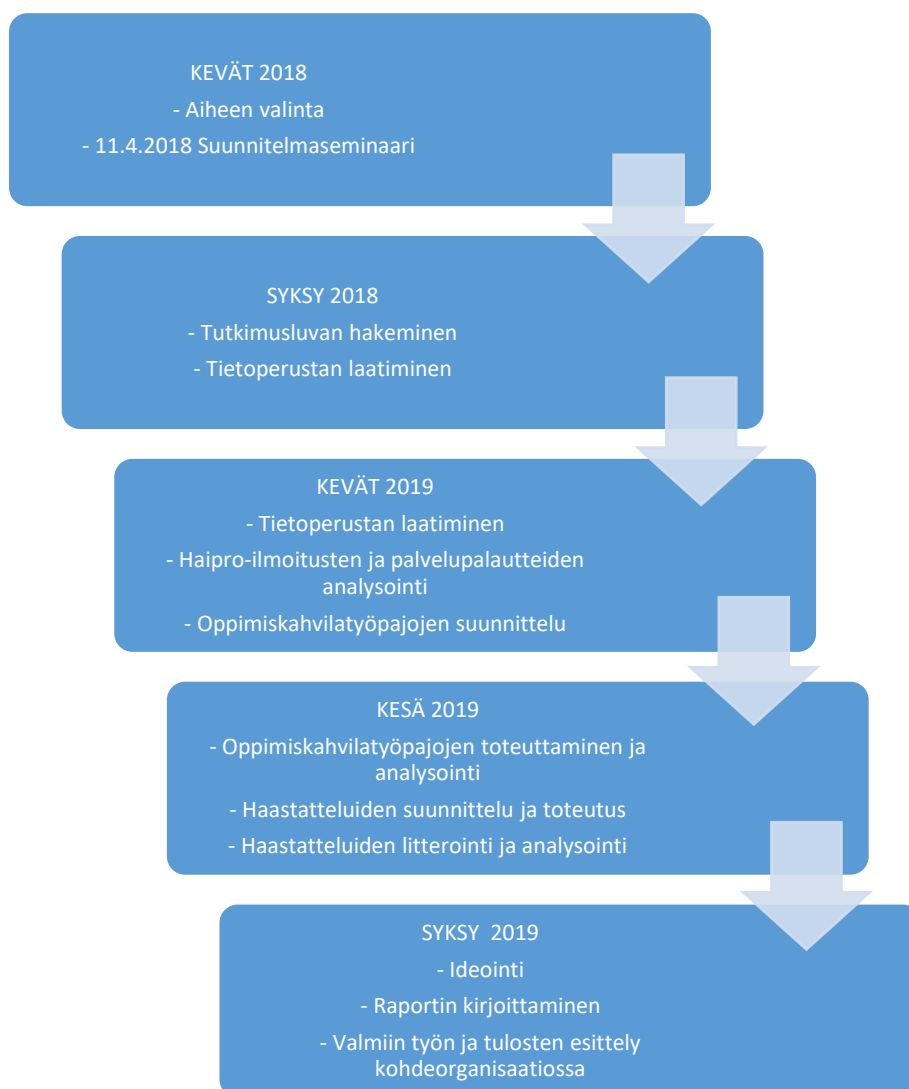 KEVÄT 2018
- Aiheen valinta
- 11.4.2018 Suunnitelmaseminaari
SYKSY 2018
- Tutkimusluvan hakeminen
- Tietoperustan laatiminen
KEVÄT 2019
- Tietoperustan laatiminen
- Haipro-ilmoitusten ja palvelupalautteiden
analysointi
- Oppimiskahvilatyöpajojen suunnittelu
KESÄ 2019
- Oppimiskahvilatyöpajojen toteuttaminen ja
analysointi
- Haastatteluiden suunnittelu ja toteutus
- Haastatteluiden litterointi ja analysointi
SYKSY  2019
- Ideointi
- Raportin kirjoittaminen
- Valmiin työn ja tulosten esittely
kohdeorganisaatiossa